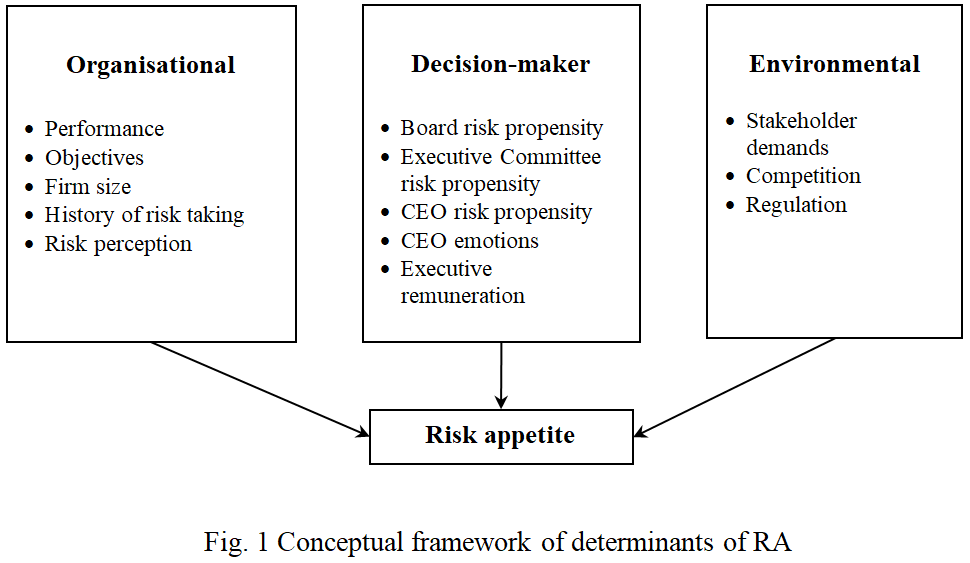 Organisational
• Performance
• Objectives
• Firm size
• History of risk taking
• Risk perception
Decision-maker
• Board risk propensity
• Executive Committee
risk propensity
• CEO risk propensity
• CEO emotions
• Executive
remuneration
Environmental
• Stakeholder
demands
• Competition
• Regulation
Risk appetite
Fig. 1 Conceptual framework of determinants of RA